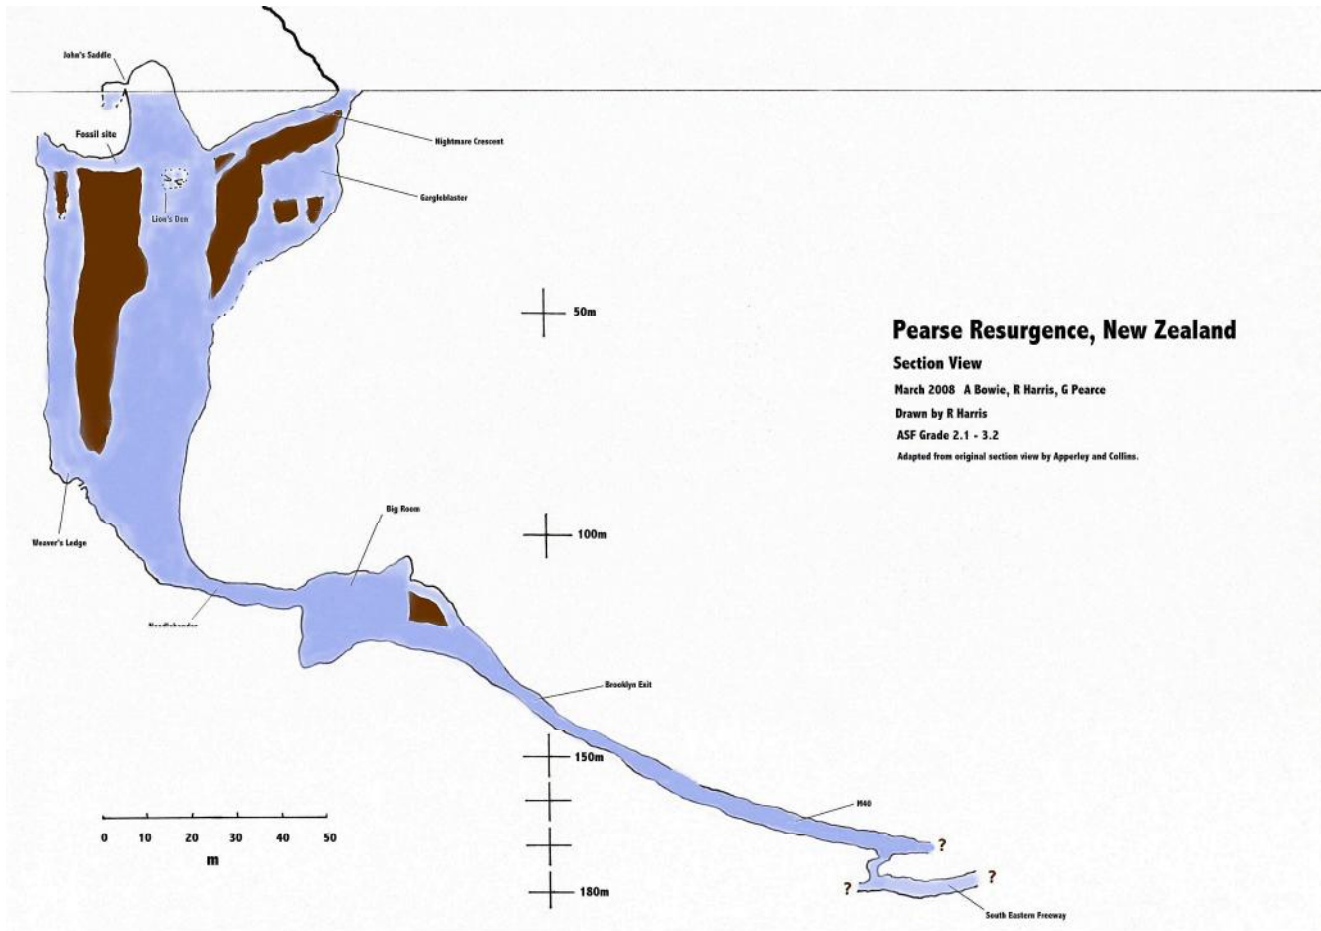 John's Saddle
Fossil site
Nightmare Crescent
Gargleblaster
Lion's Den
50m
Pearse Resurgence, New Zealand
Section View
March 2008 A Bowie, R Harris, G Pearce
Drawn by R Harris
ASF Grade 2.1 - 3.2
Adapted from original section view by Apperley and Collins.
Big Room
100m
Weaver's Ledge
Brooklyn Exit
150m
M40
0 10 20 30 40 50
m
?
?
?
180m
South Eastern Freeway